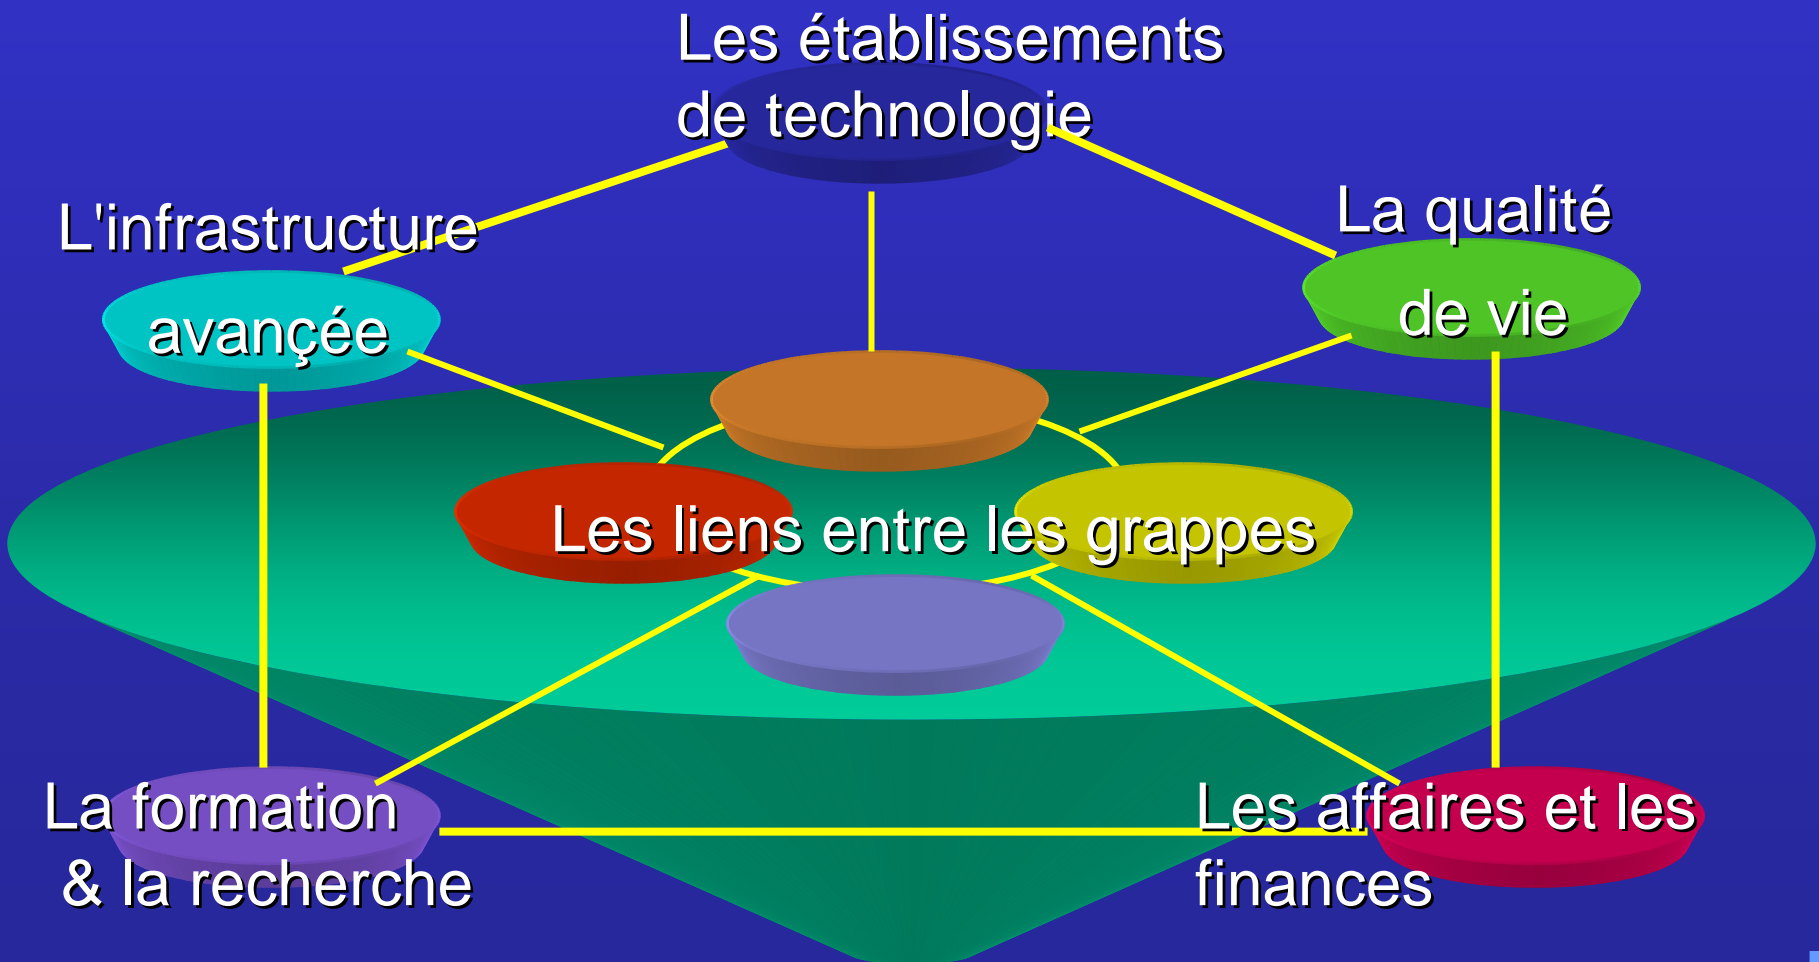 Les établissements
de technologie
L'infrastructure
avançée
La qualité
de vie
Les liens entre les grappes
La formation
& la recherche
Les affaires et les
finances